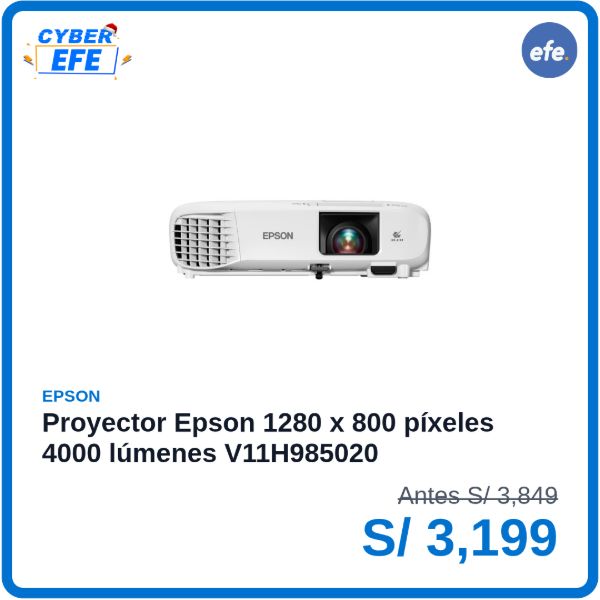 CYBER
EFE
efe.
EPSON
EPSON
Proyector Epson 1280 x 800 píxeles
4000 lúmenes V11H985020
Antes S/ 3,849
S/ 3,199